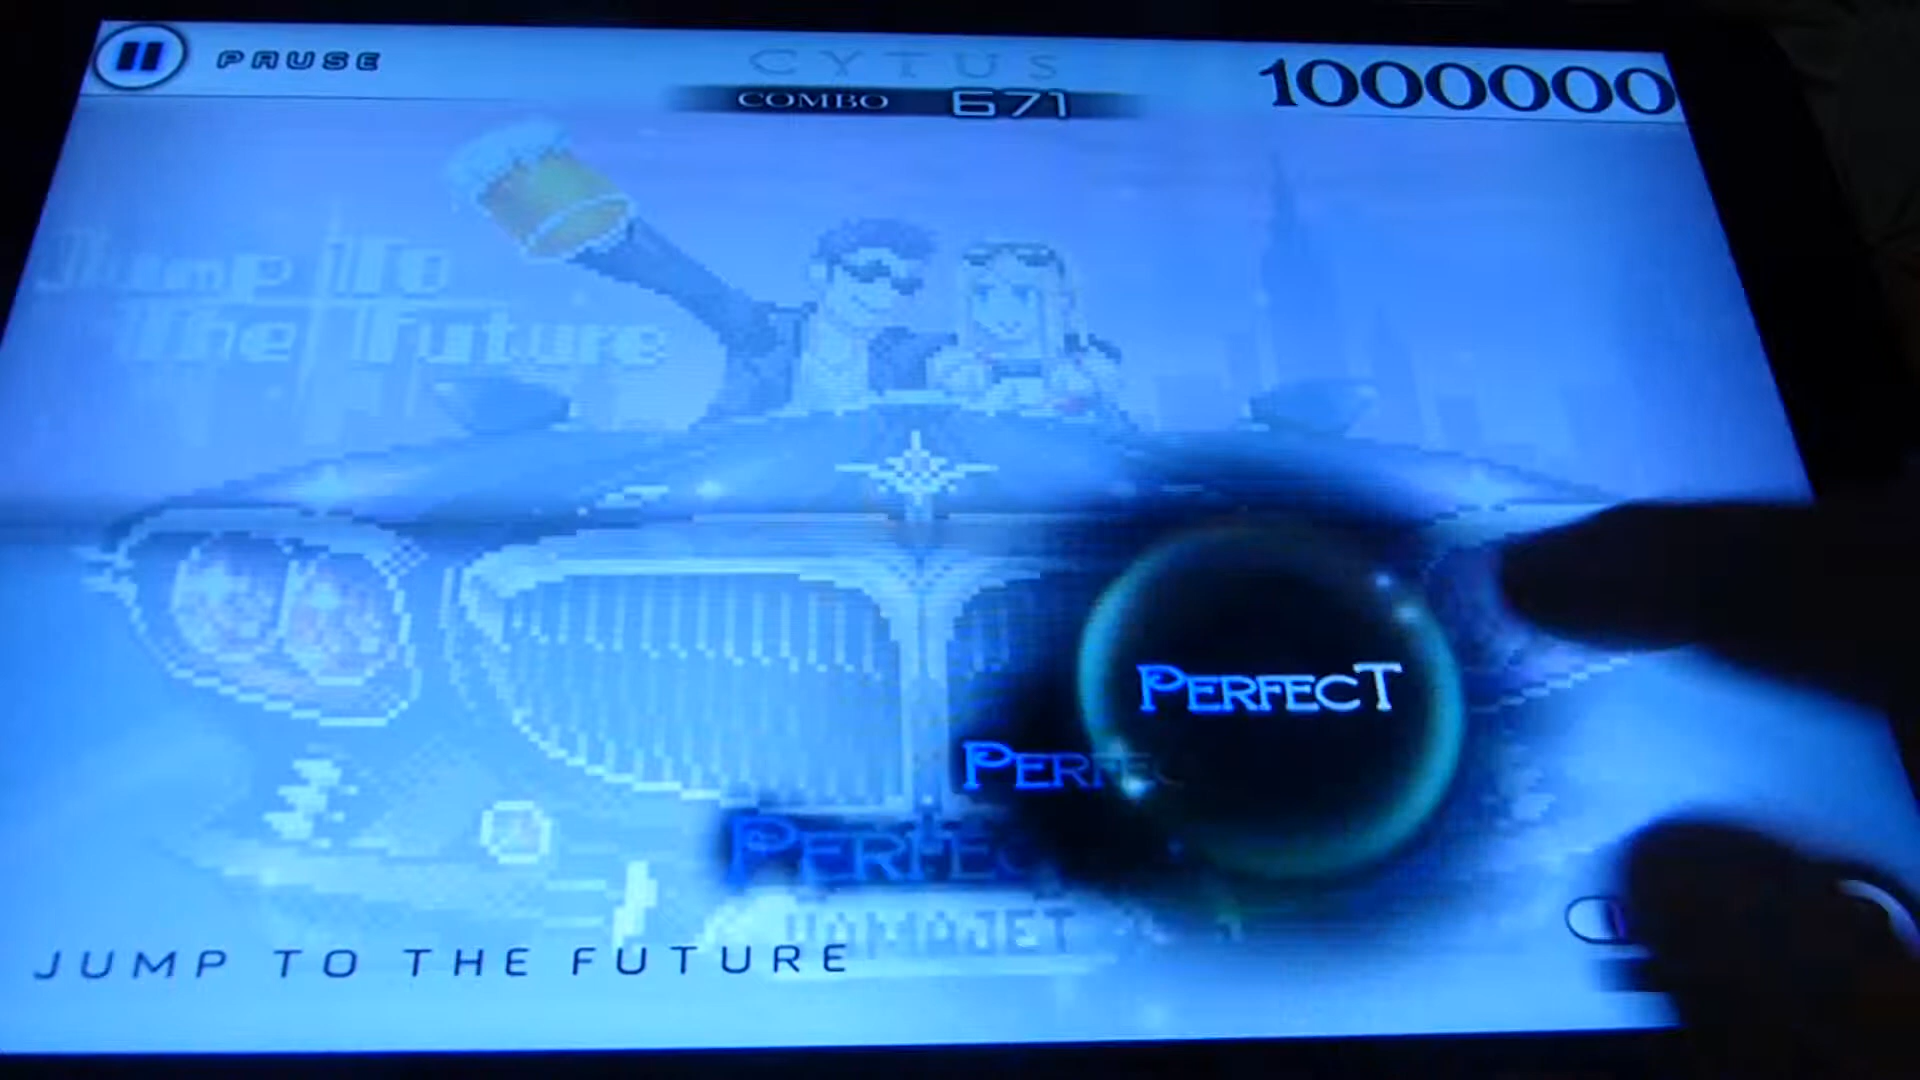 PAUSE
CYTUS
COMBO 671
1000000
Jump To
The Future
PERFECT
JUMP TO THE FUTURE